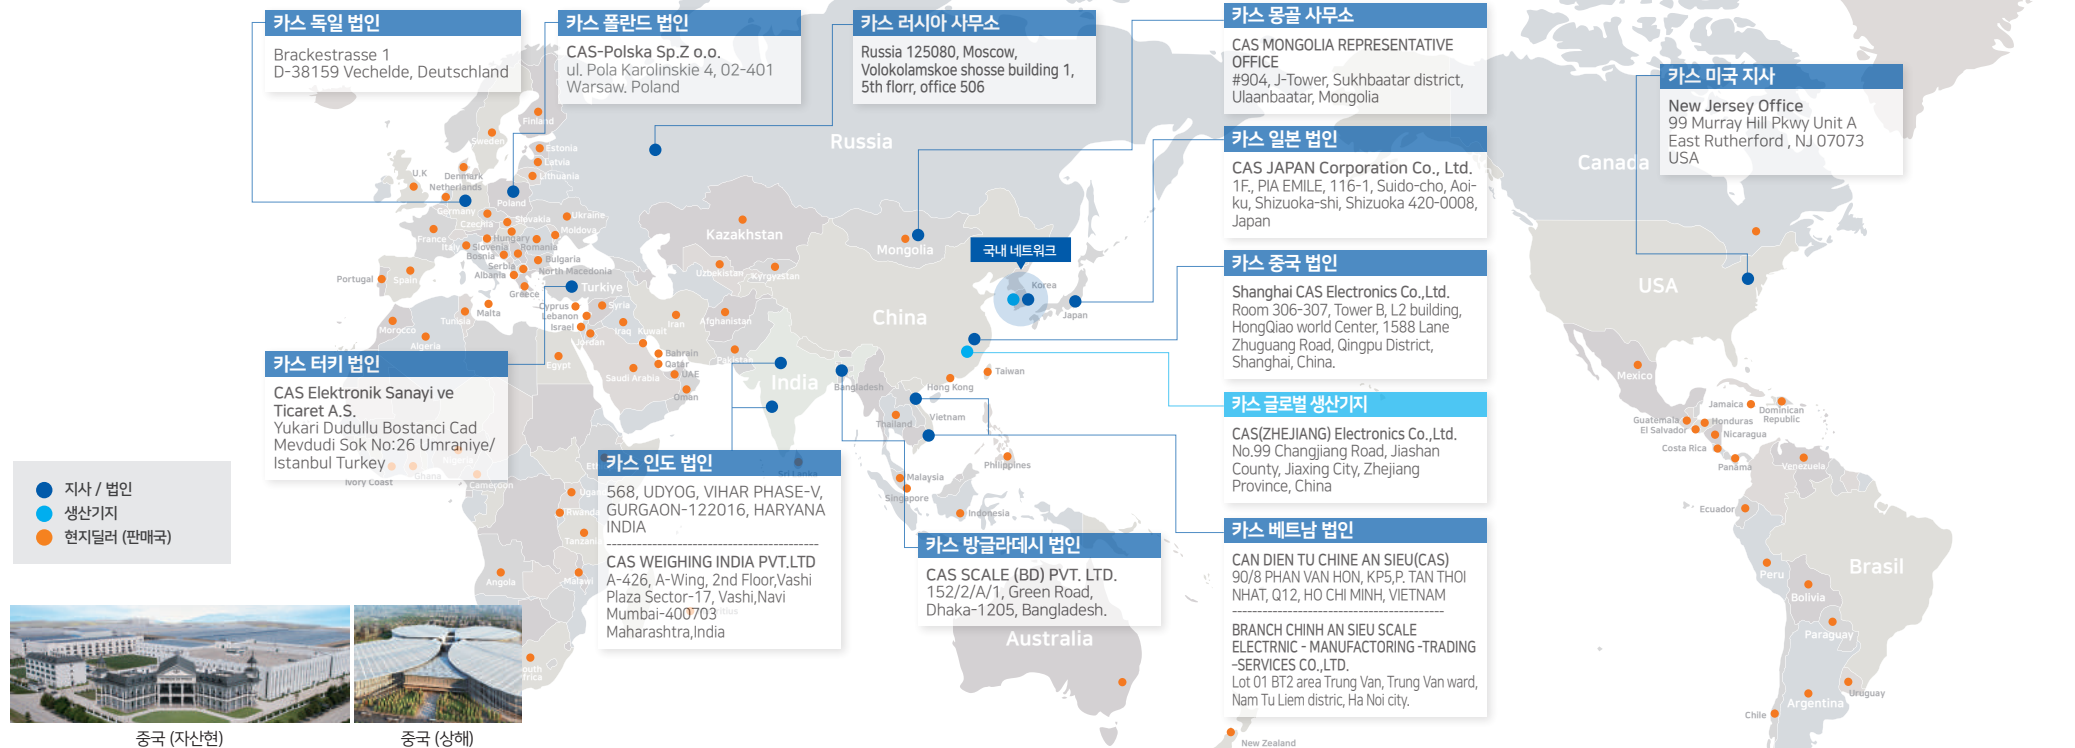 카스 독일 법인
Brackestrasse 1
D-38159 Vechelde, Deutschland
카스 폴란드 법인
CAS-Polska Sp.Z o.o.
ul. Pola Karolinskie 4, 02-401
Warsaw. Poland
카스 러시아 사무소
Russia 125080, Moscow,
Volokolamskoe shosse building 1,
5th florr, office 506
카스 몽골 사무소
CAS MONGOLIA REPRESENTATIVE
OFFICE
#904, J-Tower, Sukhbaatar district,
Ulaanbaatar, Mongolia
카스 미국 지사
New Jersey Office
99 Murray Hill Pkwy Unit A
East Rutherford , NJ 07073
USA
카스 일본 법인
CAS JAPAN Corporation Co., Ltd.
1F., PIA EMILE, 116-1, Suido-cho, Aoi-
ku, Shizuoka-shi, Shizuoka 420-0008,
Japan
카스 중국 법인
Shanghai CAS Electronics Co.,Ltd.
Room 306-307, Tower B, L2 building,
HongQiao world Center, 1588 Lane
Zhuguang Road, Qingpu District,
Shanghai, China.
카스 글로벌 생산기지
CAS(ZHEJIANG) Electronics Co.,Ltd.
No.99 Changjiang Road, Jiashan
County, Jiaxing City, Zhejiang
Province, China
카스 베트남 법인
CAN DIEN TU CHINE AN SIEU(CAS)
90/8 PHAN VAN HON, KP5,P. TAN THOI
NHAT, Q12, HO CHI MINH, VIETNAM
BRANCH CHINH AN SIEU SCALE
ELECTRNIC - MANUFACTORING -TRADING
-SERVICES CO.,LTD.
Lot 01 BT2 area Trung Van, Trung Van ward,
Nam Tu Liem distric, Ha Noi city.
카스 터키 법인
CAS Elektronik Sanayi ve
Ticaret A.S.
Yukari Dudullu Bostanci Cad
Mevdudi Sok No:26 Umraniye/
Istanbul Turkey
카스 인도 법인
568, UDYOG, VIHAR PHASE-V,
GURGAON-122016, HARYANA
INDIA
CAS WEIGHING INDIA PVT.LTD
A-426, A-Wing, 2nd Floor,Vashi
Plaza Sector-17, Vashi,Navi
Mumbai-400703
Maharashtra,India
카스 방글라데시 법인
CAS SCALE (BD) PVT. LTD.
152/2/A/1, Green Road,
Dhaka-1205, Bangladesh.
국내 네트워크
지사 / 법인
생산기지
현지딜러 (판매국)
중국 (자산현)
중국 (상해)
Finland
Sweden
Estonia
Latvia
Lithuania
U.K
Denmark
Netherlands
Germany
Poland
Czechia
Slovakia
Ukraine
France
Hungary
Moldova
Italy
Slovenia
Romania
Bosnia
Bulgaria
Serbia
North Macedonia
Albania
Portugal
Spain
Greece
Turkiye
Malta
Cyprus
Syria
Lebanon
Israel
Jordan
Iraq
Kuwait
Iran
Morocco
Algeria
Tunisia
Egypt
Saudi Arabia
Bahrain
Qatar
UAE
Oman
Russia
Kazakhstan
Uzbekistan
Kyrgyzstan
Afghanistan
Pakistan
Mongolia
China
Korea
Japan
India
Bangladesh
Hong Kong
Taiwan
Thailand
Vietnam
Philippines
Malaysia
Singapore
Indonesia
Sri Lanka
Ivory Coast
Ghana
Nigeria
Cameroon
Rwanda
Tanzania
Angola
Malawi
Australia
New Zealand
Canada
USA
Mexico
Jamaica
Dominican
Republic
Guatemala
Honduras
El Salvador
Nicaragua
Costa Rica
Panama
Venezuela
Ecuador
Peru
Brasil
Bolivia
Paraguay
Uruguay
Argentina
Chile